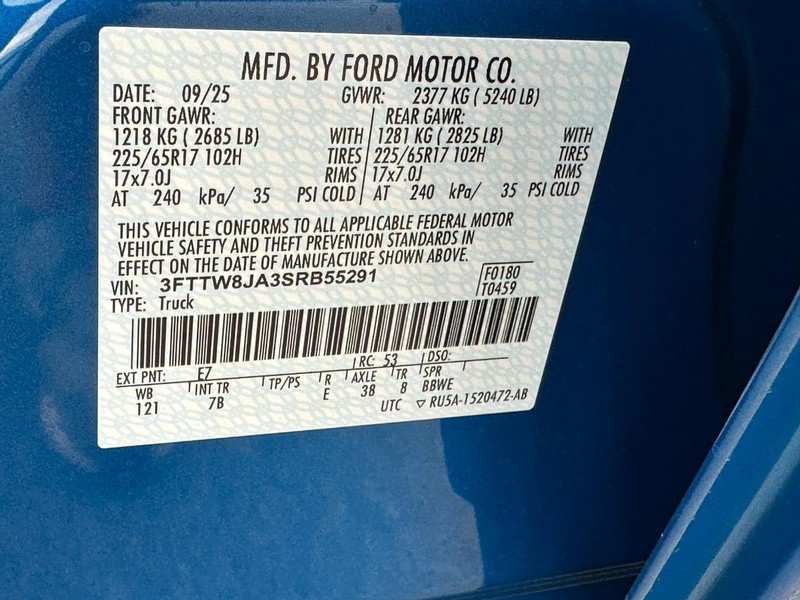 MFD. BY FORD MOTOR CO.
DATE: 09/25 GVWR: 2377 KG ( 5240 LB)
FRONT GAWR: REAR GAWR:
1218 KG ( 2685 LB) WITH 1281 KG ( 2825 LB) WITH
225/65R17 102H TIRES 225/65R17 102H TIRES
17x7.0J RIMS 17x7.0J RIMS
AT 240 kPa/ 35 PSI COLD AT 240 kPa/ 35 PSI COLD
THIS VEHICLE CONFORMS TO ALL APPLICABLE FEDERAL MOTOR
VEHICLE SAFETY AND THEFT PREVENTION STANDARDS IN
EFFECT ON THE DATE OF MANUFACTURE SHOWN ABOVE.
VIN: 3FTTW8JA3SRB55291 F0180
TYPE: Truck T0459
EXT PNT: E7 RC: 53 DSO:
WB INT TR TP/PS R AXLE TR SPR
121 7B E 38 8 BBWE
UTC ▽ RU5A-1520472-AB